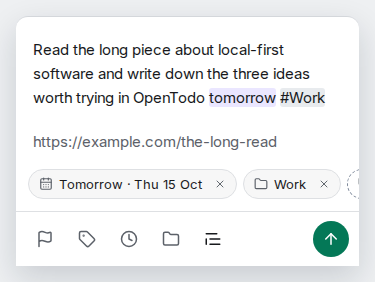 Read the long piece about local-first
software and write down the three ideas
worth trying in OpenTodo tomorrow #Work
https://example.com/the-long-read
Tomorrow · Thu 15 Oct
Work